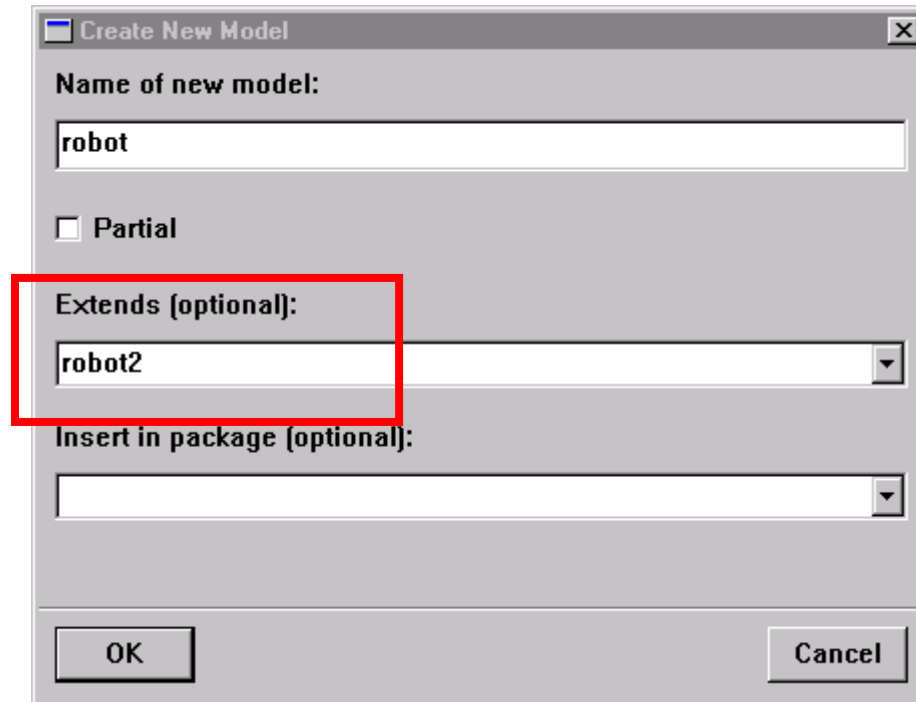 Create New Model
Name of new model:
robot
Partial
Extends (optional):
robot2
Insert in package (optional):
OK
Cancel